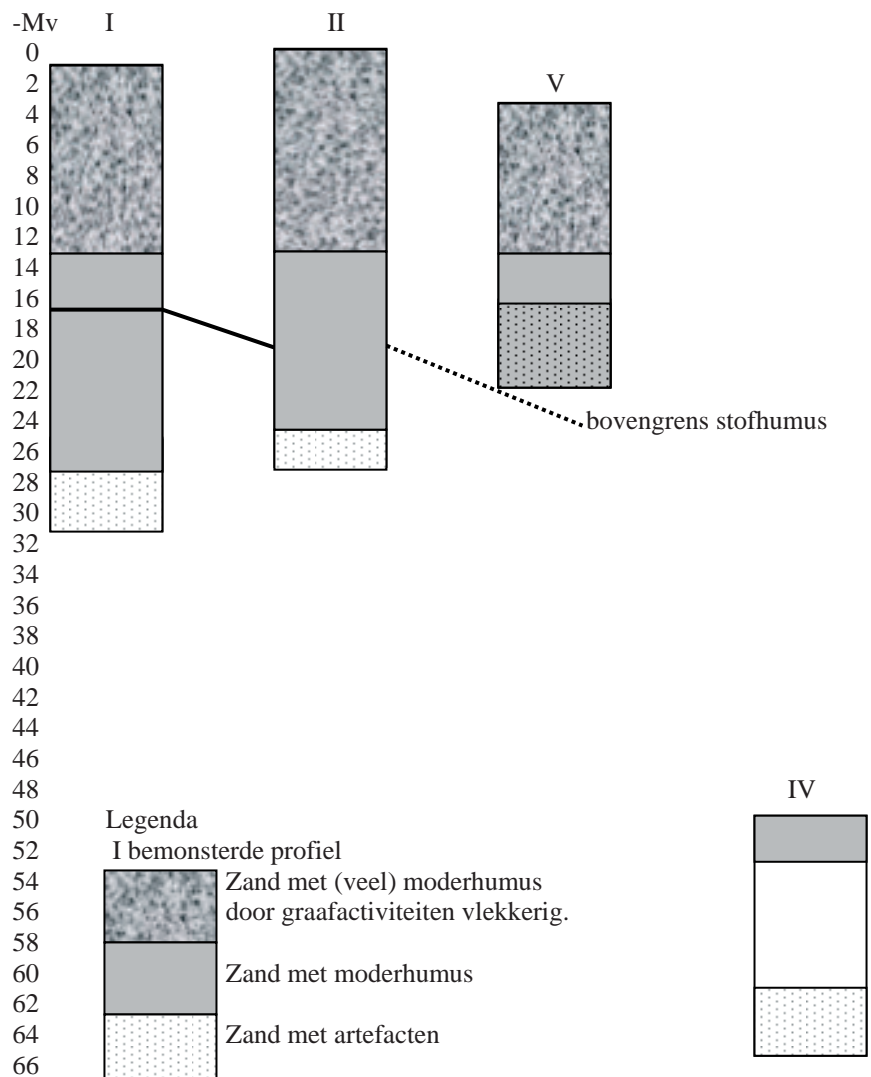 -Mv I II
0
2 V
4
6
8
10
12
14
16
18
20
22
24 bovengrens stofhumus
26
28
30
32
34
36
38
40
42
44
46
48 IV
50 Legenda
52 I bemonsterde profiel
54 Zand met (veel) moderhumus
56 door graafactiviteiten vlekkerig.
58
60 Zand met moderhumus
62
64 Zand met artefacten
66